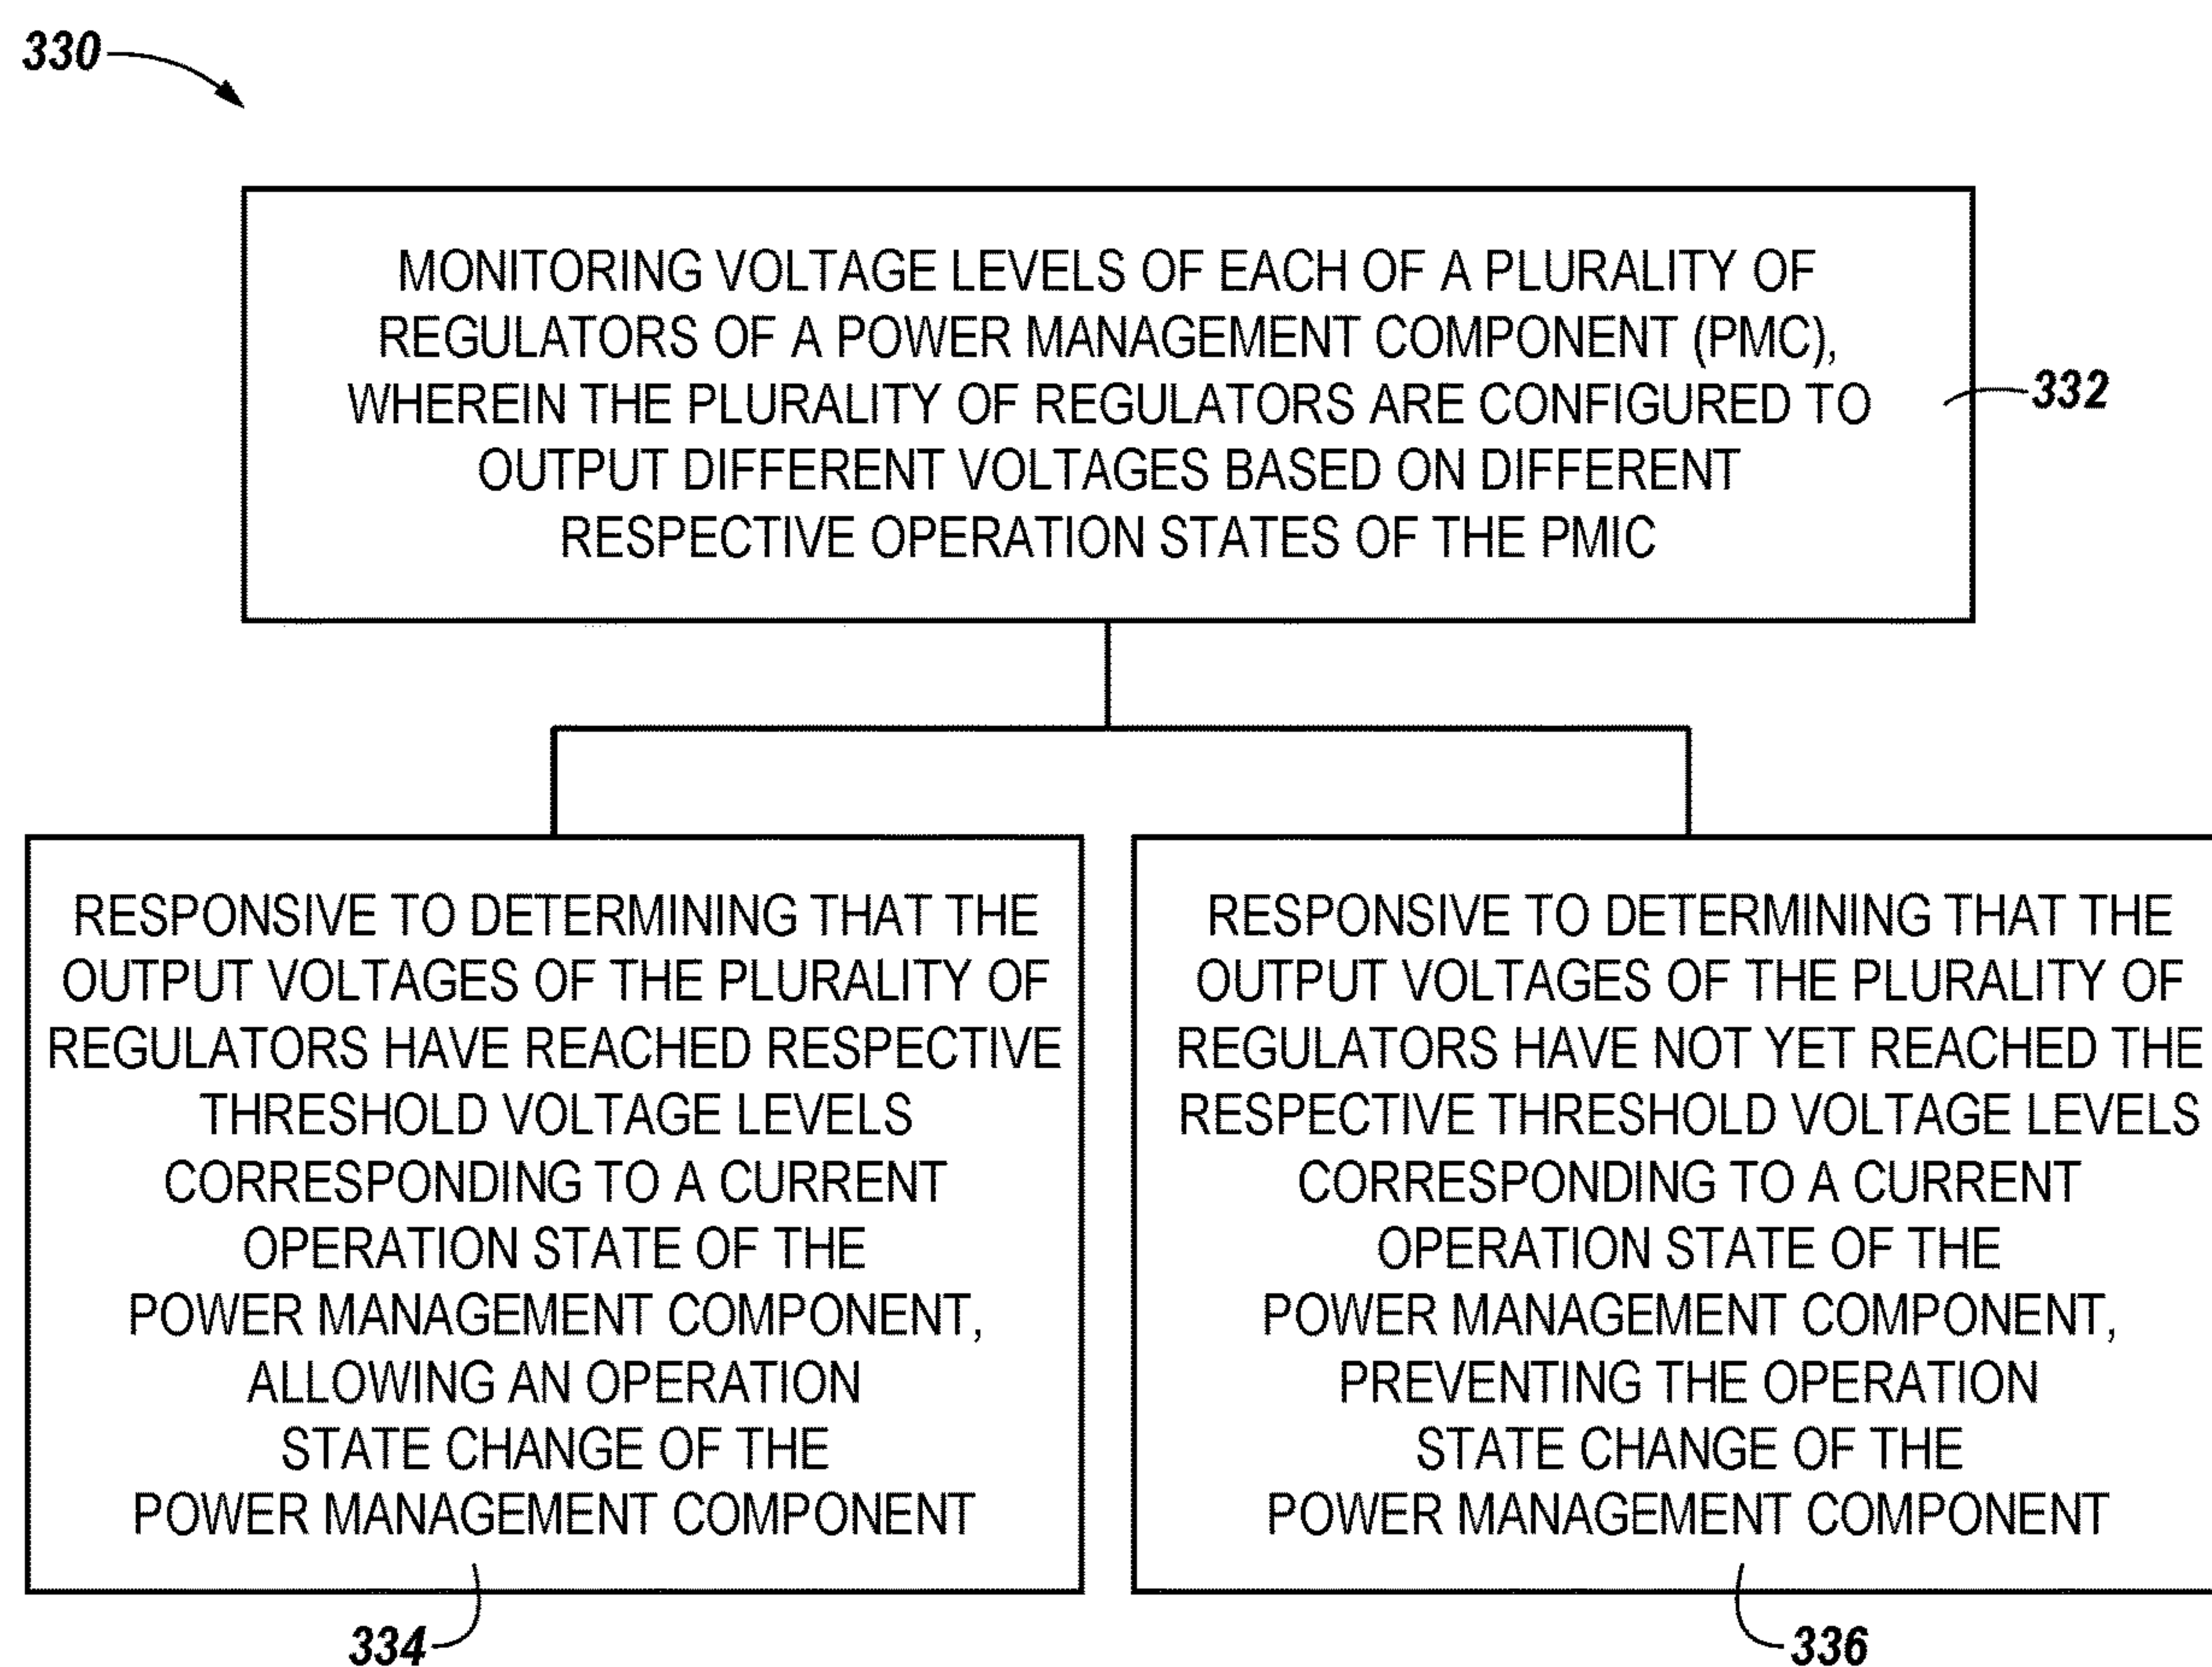 330
MONITORING VOLTAGE LEVELS OF EACH OF A PLURALITY OF
REGULATORS OF A POWER MANAGEMENT COMPONENT (PMC),
WHEREIN THE PLURALITY OF REGULATORS ARE CONFIGURED TO
OUTPUT DIFFERENT VOLTAGES BASED ON DIFFERENT
RESPECTIVE OPERATION STATES OF THE PMIC
332
RESPONSIVE TO DETERMINING THAT THE
OUTPUT VOLTAGES OF THE PLURALITY OF
REGULATORS HAVE REACHED RESPECTIVE
THRESHOLD VOLTAGE LEVELS
CORRESPONDING TO A CURRENT
OPERATION STATE OF THE
POWER MANAGEMENT COMPONENT,
ALLOWING AN OPERATION
STATE CHANGE OF THE
POWER MANAGEMENT COMPONENT
334
RESPONSIVE TO DETERMINING THAT THE
OUTPUT VOLTAGES OF THE PLURALITY OF
REGULATORS HAVE NOT YET REACHED THE
RESPECTIVE THRESHOLD VOLTAGE LEVELS
CORRESPONDING TO A CURRENT
OPERATION STATE OF THE
POWER MANAGEMENT COMPONENT,
PREVENTING THE OPERATION
STATE CHANGE OF THE
POWER MANAGEMENT COMPONENT
336